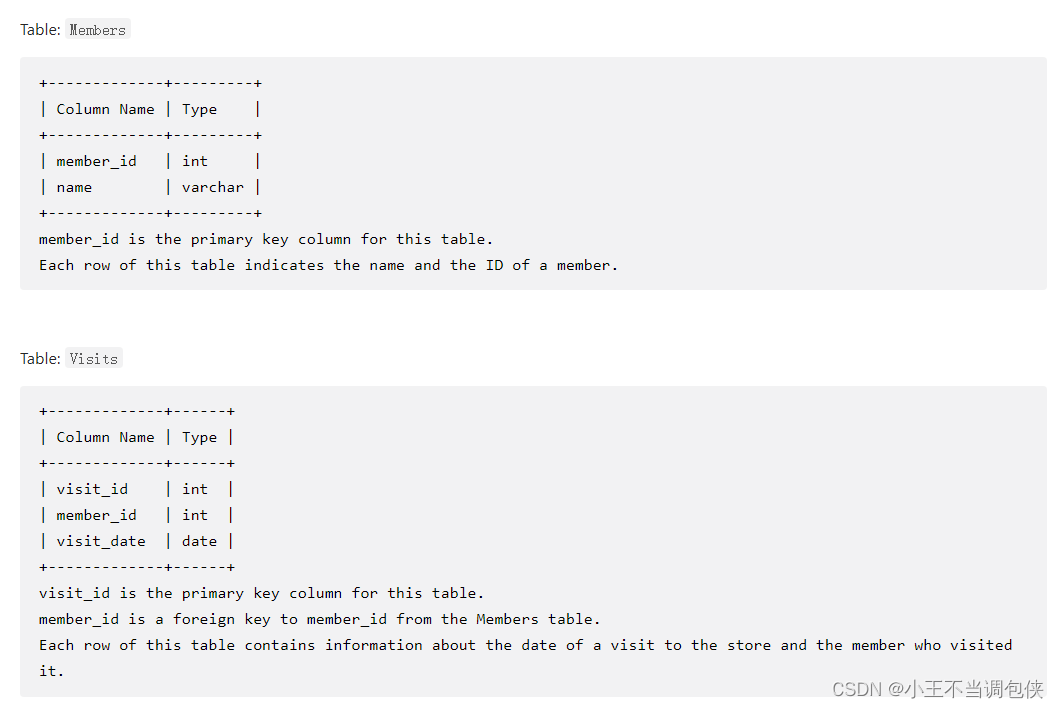 Table: Members
+-------------+---------+
| Column Name | Type    |
+-------------+---------+
| member_id   | int     |
| name        | varchar |
+-------------+---------+
member_id is the primary key column for this table.
Each row of this table indicates the name and the ID of a member.
Table: Visits
+-------------+------+
| Column Name | Type |
+-------------+------+
| visit_id    | int  |
| member_id   | int  |
| visit_date  | date |
+-------------+------+
visit_id is the primary key column for this table.
member_id is a foreign key to member_id from the Members table.
Each row of this table contains information about the date of a visit to the store and the member who visited
it.
CSDN @小王不当调包侠